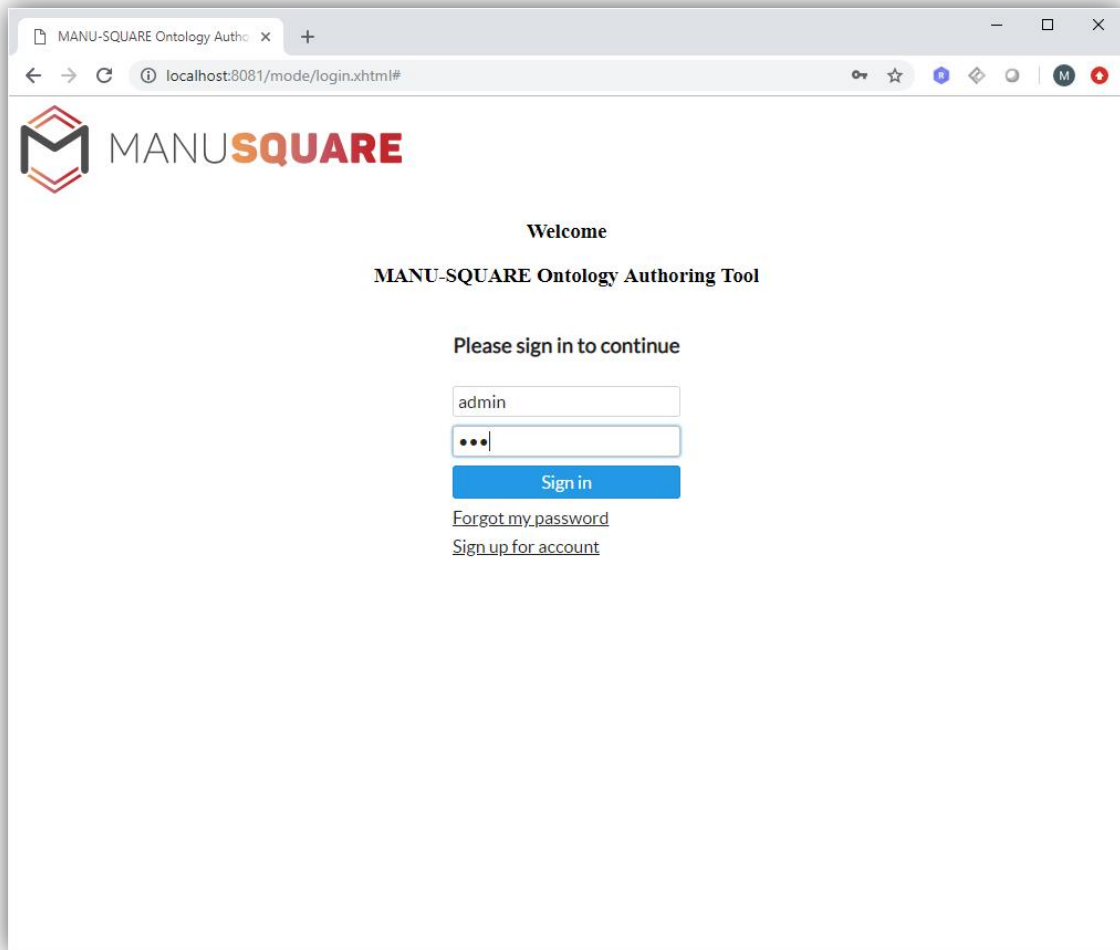 MANU-SQUARE Ontology Autho
localhost:8081/mode/login.xhtml#
R
M
MANUSQUARE
Welcome
MANU-SQUARE Ontology Authoring Tool
Please sign in to continue
admin
•••
Sign in
Forgot my password
Sign up for account